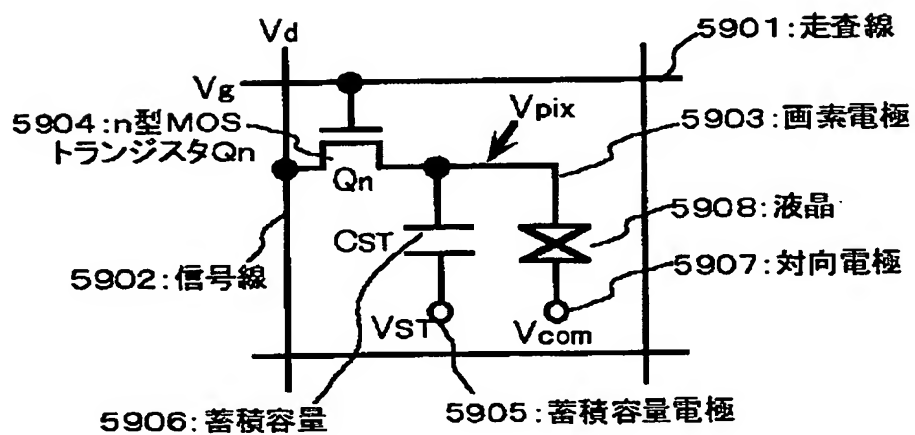 Vd
5901:走査線
Vg
Vpix
5904:n型MOS
トランジスタQn
5903:画素電極
Qn
5908:液晶
CST
5902:信号線
5907:対向電極
VST
Vcom
5906:蓄積容量
5905:蓄積容量電極